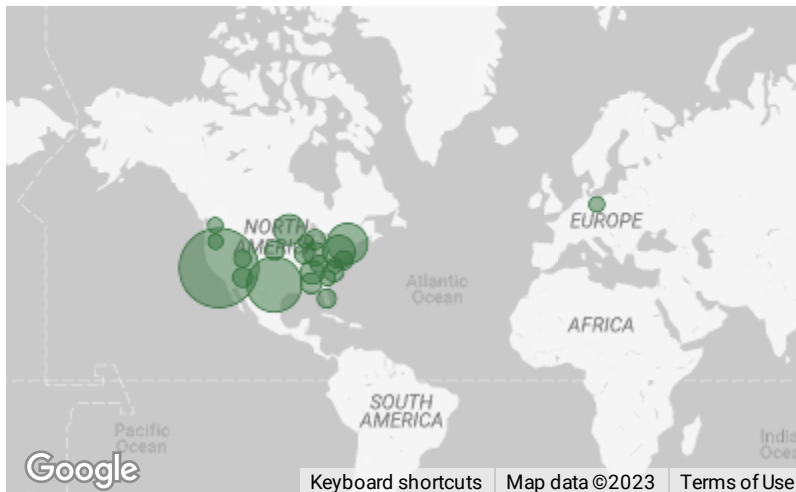 NORTH
AMERICA
EUROPE
Atlantic
Ocean
AFRICA
SOUTH
AMERICA
Pacific
Ocean
Google
Keyboard shortcuts
Map data ©2023
Terms of Use